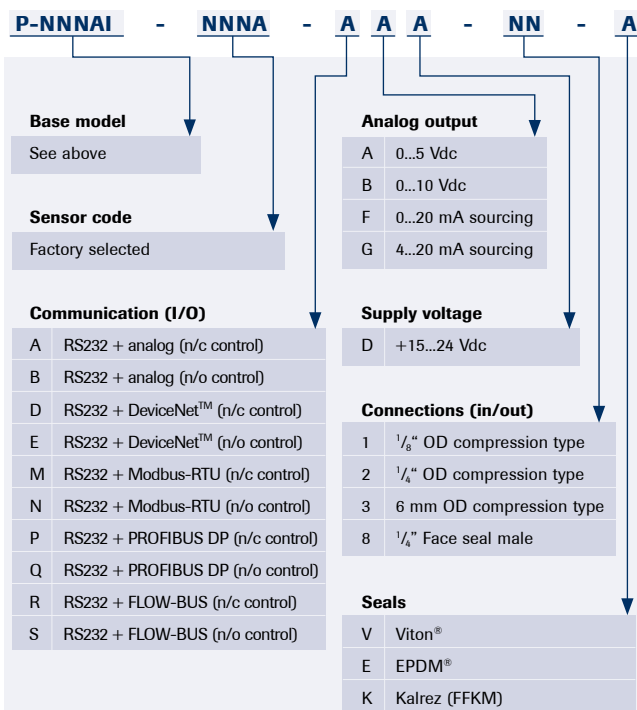 P-NNNAI - NNNA - A A A - NN - A
Base model
See above
Sensor code
Factory selected
Communication (I/O)
A RS232 + analog (n/c control)
B RS232 + analog (n/o control)
D RS232 + DeviceNet™ (n/c control)
E RS232 + DeviceNet™ (n/o control)
M RS232 + Modbus-RTU (n/c control)
N RS232 + Modbus-RTU (n/o control)
P RS232 + PROFIBUS DP (n/c control)
Q RS232 + PROFIBUS DP (n/o control)
R RS232 + FLOW-BUS (n/c control)
S RS232 + FLOW-BUS (n/o control)
Analog output
A 0...5 Vdc
B 0...10 Vdc
F 0...20 mA sourcing
G 4...20 mA sourcing
Supply voltage
D +15...24 Vdc
Connections (in/out)
1 1/8“ OD compression type
2 1/4“ OD compression type
3 6 mm OD compression type
8 1/4” Face seal male
Seals
V Viton®
E EPDM®
K Kalrez (FFKM)